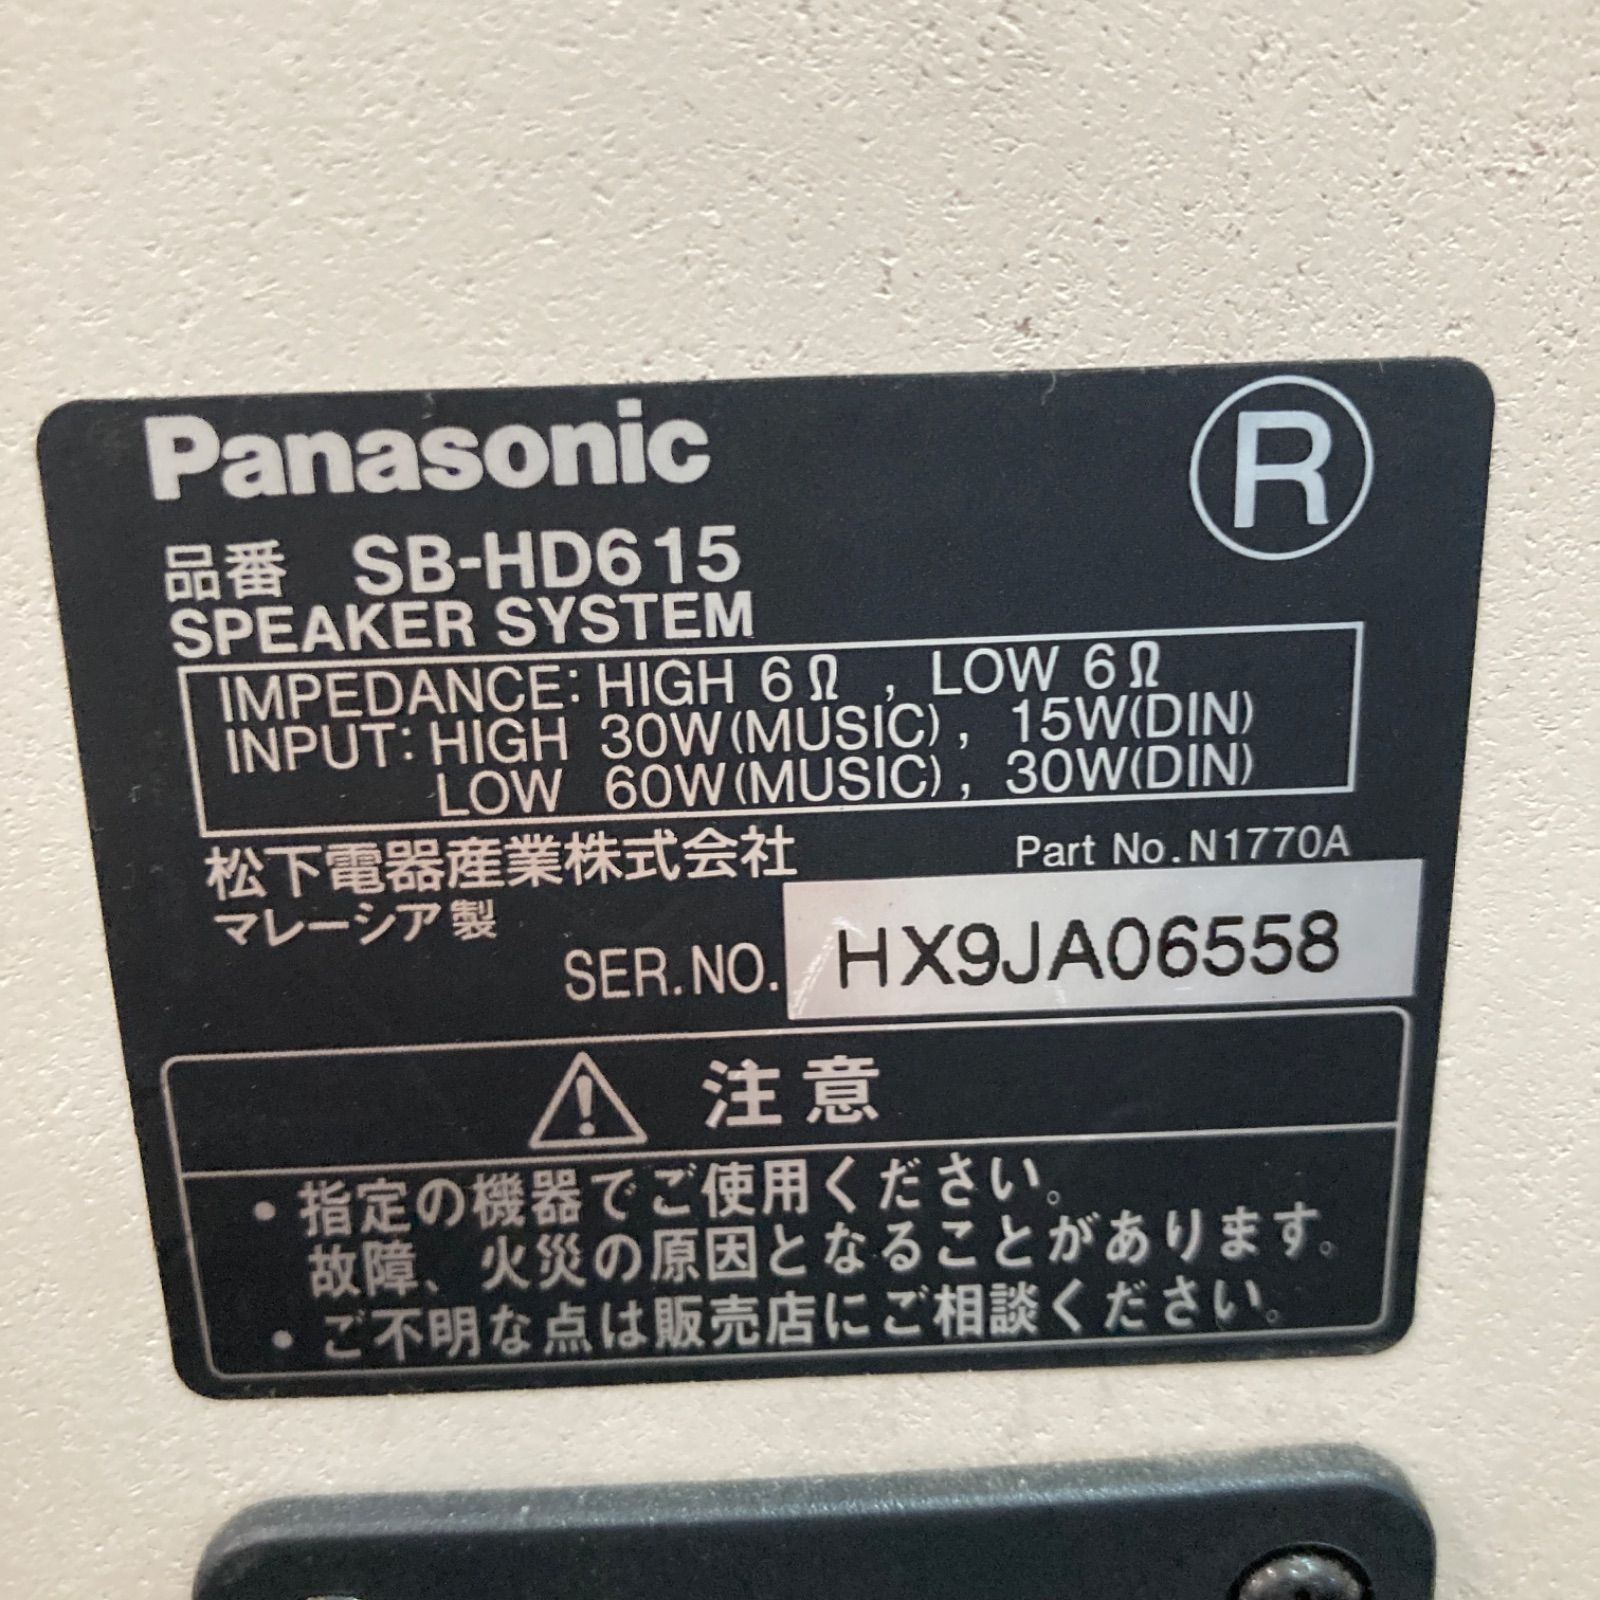 Panasonic
R
品番 SB-HD615
SPEAKER SYSTEM
IMPEDANCE: HIGH 6Ω , LOW 6Ω
INPUT: HIGH 30W(MUSIC), 15W(DIN)
LOW 60W(MUSIC), 30W(DIN)
松下電器産業株式会社
Part No.N1770A
マレーシア製
SER.NO. HX9JA06558
注意
・指定の機器でご使用ください。
故障、火災の原因となることがあります。
・ご不明な点は販売店にご相談ください。